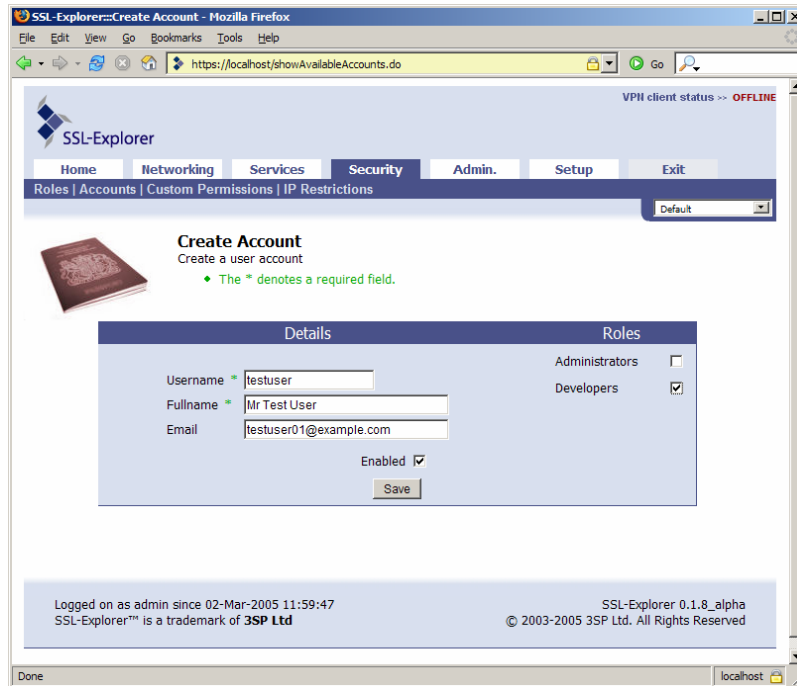 SSL-Explorer:::Create Account - Mozilla Firefox
File Edit View Go Bookmarks Tools Help
https://localhost/showAvailableAccounts.do Go
VPN client status >> OFFLINE
SSL-Explorer
Home Networking Services Security Admin. Setup Exit
Roles | Accounts | Custom Permissions | IP Restrictions
Default
Create Account
Create a user account
The * denotes a required field.
Details Roles
Administrators
Username * testuser
Developers
Fullname * Mr Test User
Email testuser01@example.com
Enabled
Save
Logged on as admin since 02-Mar-2005 11:59:47
SSL-Explorer 0.1.8_alpha
SSL-Explorer™ is a trademark of 3SP Ltd
© 2003-2005 3SP Ltd. All Rights Reserved
Done localhost